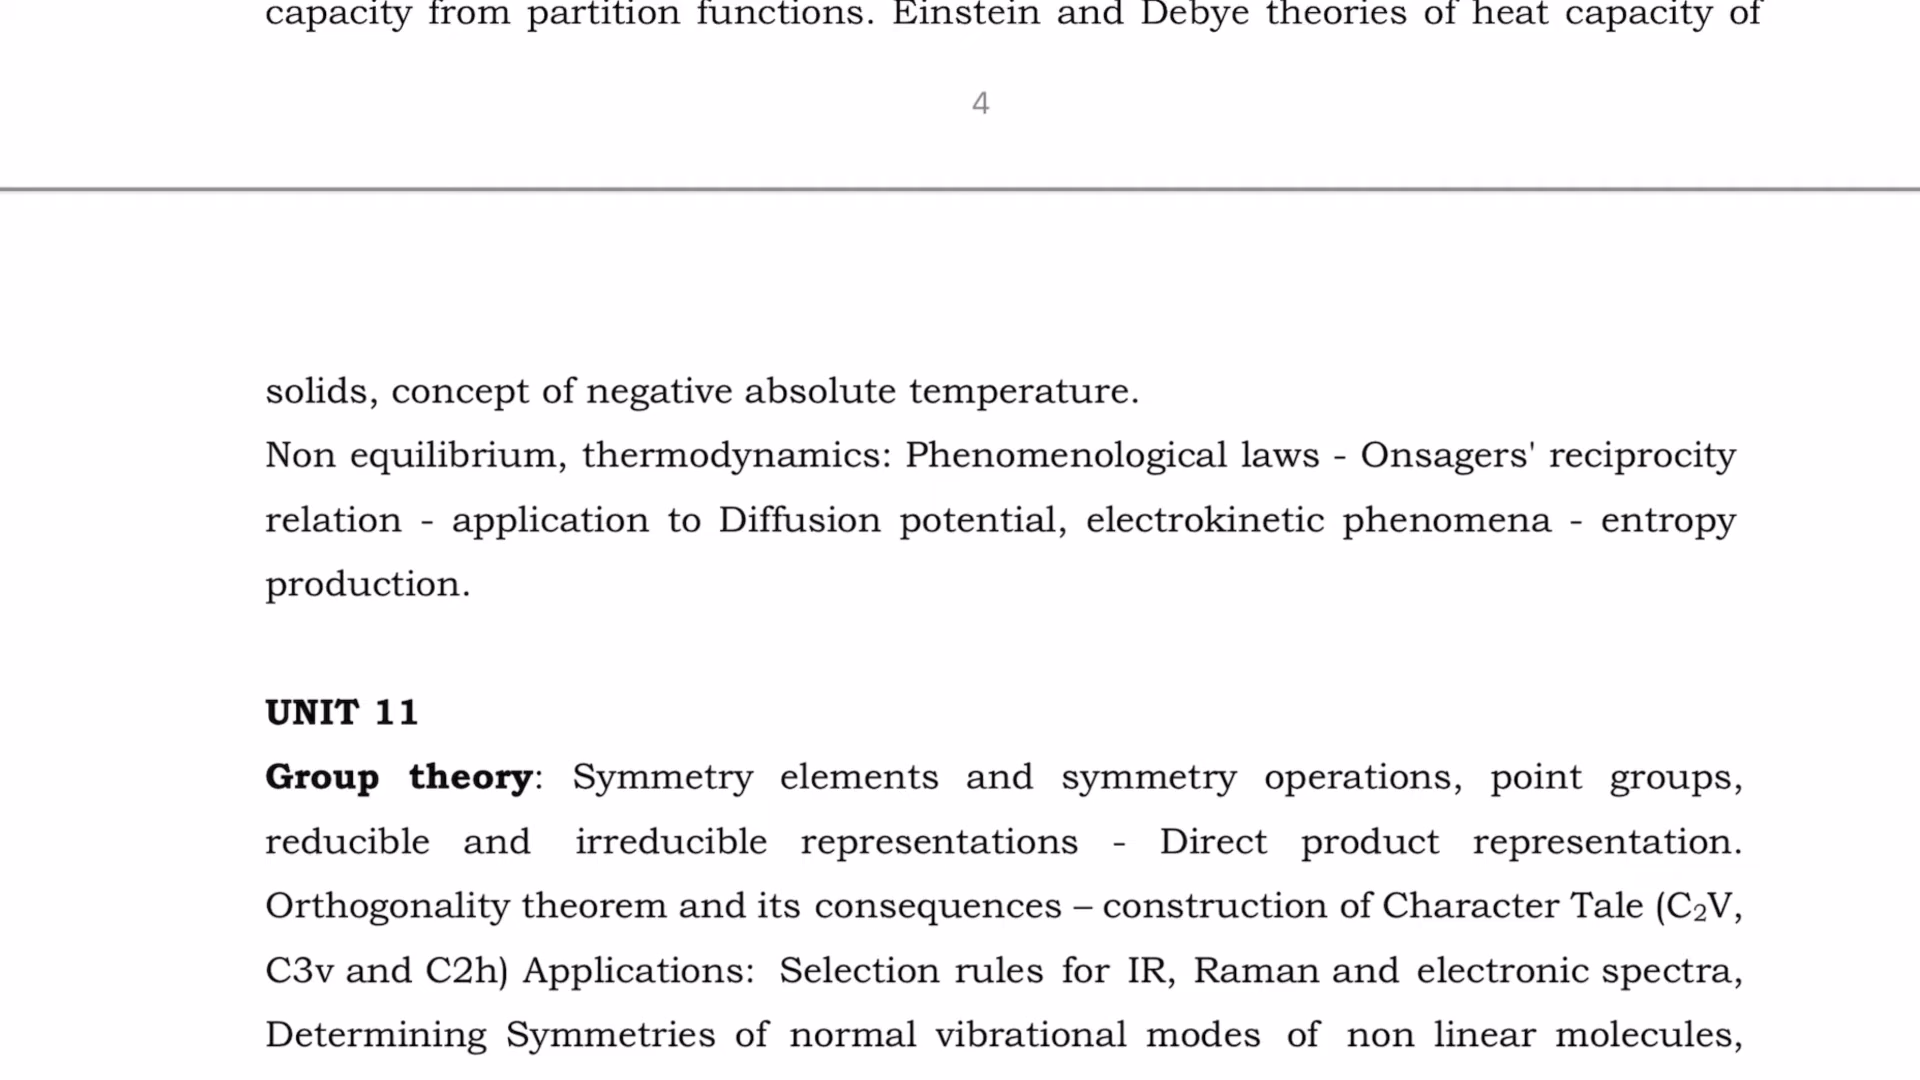 capacity from partition functions. Einstein and Debye theories of heat capacity of
4
solids, concept of negative absolute temperature.
Non equilibrium, thermodynamics: Phenomenological laws - Onsagers' reciprocity
relation - application to Diffusion potential, electrokinetic phenomena - entropy
production.
UNIT 11
Group theory: Symmetry elements and symmetry operations, point groups,
reducible and irreducible representations - Direct product representation.
Orthogonality theorem and its consequences – construction of Character Tale (C₂V,
C3v and C2h) Applications: Selection rules for IR, Raman and electronic spectra,
Determining Symmetries of normal vibrational modes of non linear molecules,